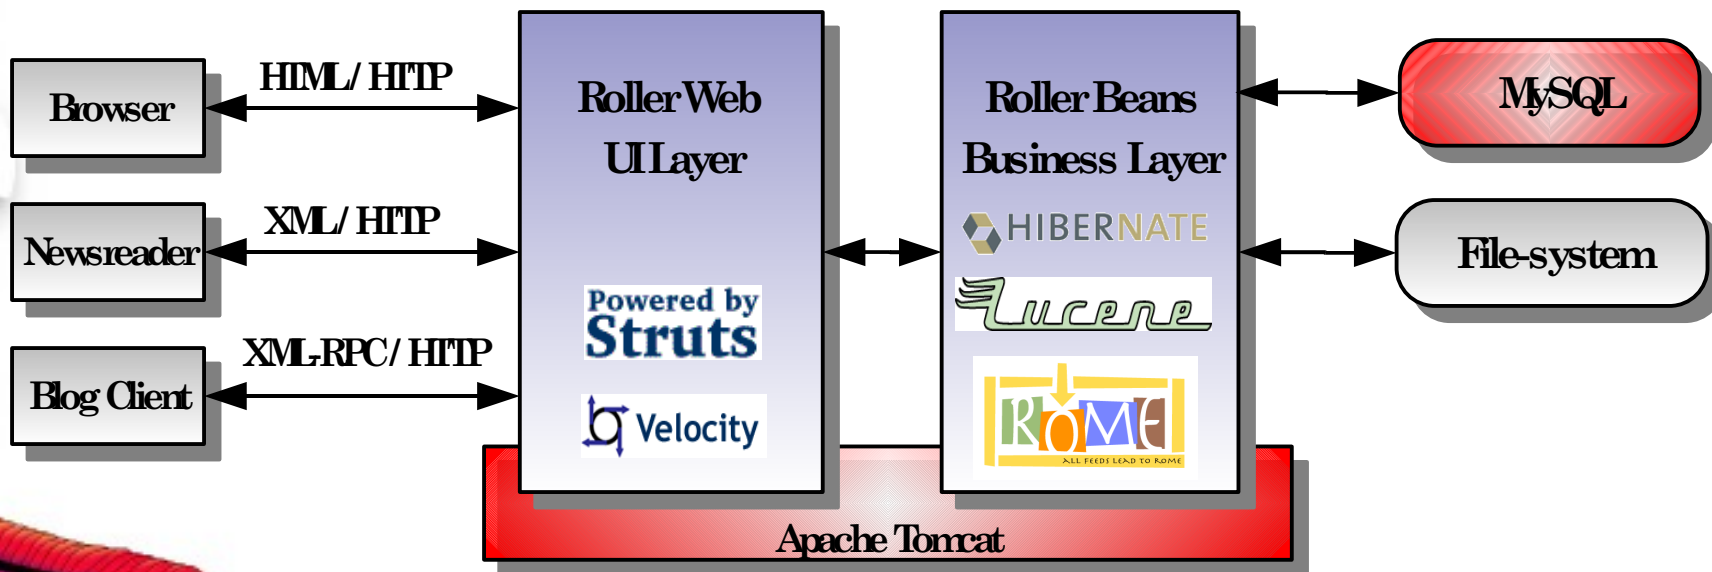 Browser
HTML/HTTP
Newsreader
XML/HTTP
Blog Client
XML-RPC/HTTP
Roller Web
UI Layer
Powered by
Struts
Velocity
Roller Beans
Business Layer
HIBERNATE
Lucene
ROME
ALL FEEDS LEAD TO ROME
MySQL
File-system
Apache Tomcat